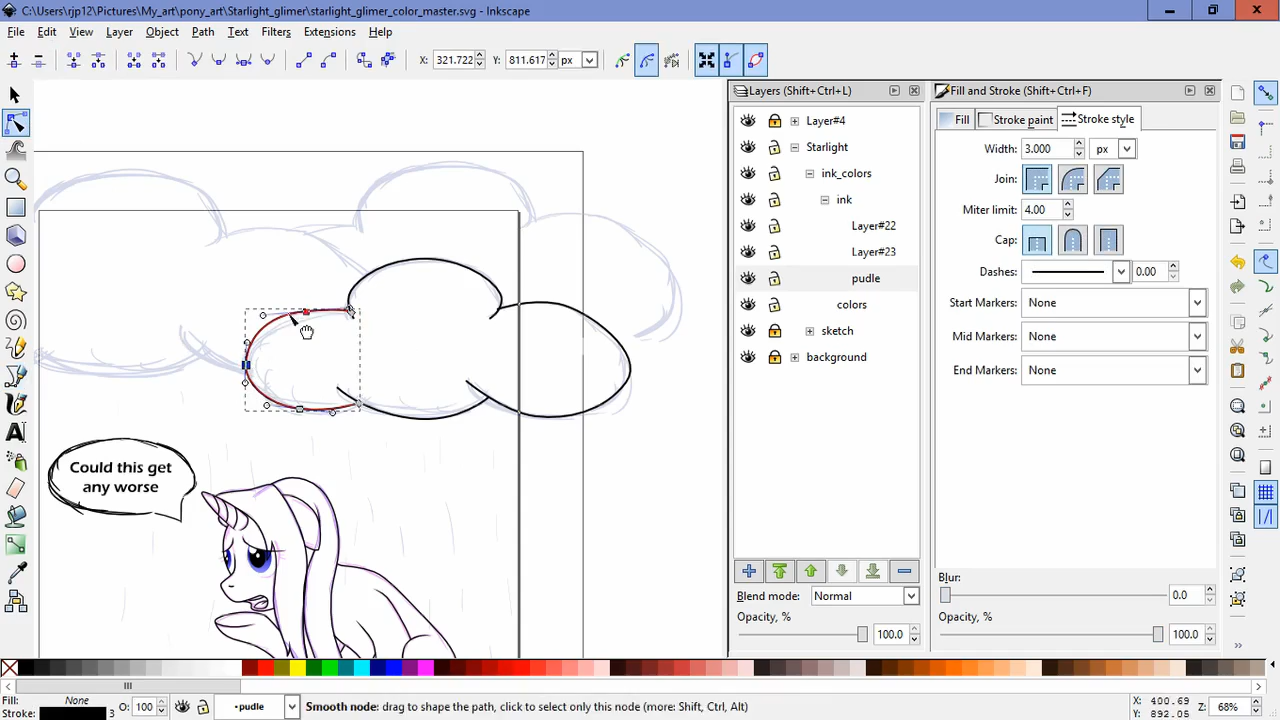 C:\Users\rjp12\Pictures\My_art\pony_art\Starlight_glimer\starlight_glimer_color_master.svg - Inkscape
File Edit View Layer Object Path Text Filters Extensions Help
X: 321.722 Y: 811.617 px
Layers (Shift+Ctrl+L)
Fill and Stroke (Shift+Ctrl+F)
Layer#4
Starlight
ink_colors
ink
Layer#22
Layer#23
pudle
colors
sketch
background
Fill Stroke paint Stroke style
Width: 3.000 px
Join:
Miter limit: 4.00
Cap:
Dashes: 0.00
Start Markers: None
Mid Markers: None
End Markers: None
Could this get
any worse
Blend mode: Normal
Opacity, %
100.0
Blur:
0.0
Opacity, %
100.0
Fill: None
Stroke: 3
O: 100
•pudle
Smooth node: drag to shape the path, click to select only this node (more: Shift, Ctrl, Alt)
X: 400.69
Y: 892.05
Z: 68%